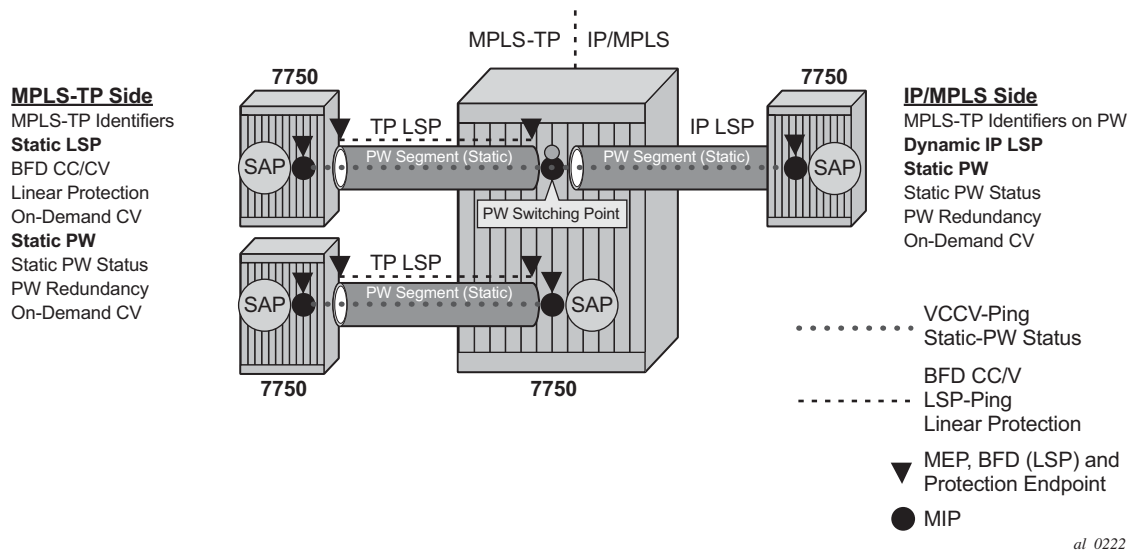 MPLS-TP IP/MPLS
7750
7750
MPLS-TP Side
MPLS-TP Identifiers
Static LSP
BFD CC/CV
Linear Protection
On-Demand CV
Static PW
Static PW Status
PW Redundancy
On-Demand CV
TP LSP
IP LSP
SAP
PW Segment (Static)
PW Segment (Static)
SAP
PW Switching Point
TP LSP
SAP
PW Segment (Static)
SAP
7750
7750
IP/MPLS Side
MPLS-TP Identifiers on PW
Dynamic IP LSP
Static PW
Static PW Status
PW Redundancy
On-Demand CV
VCCV-Ping
Static-PW Status
BFD CC/V
LSP-Ping
Linear Protection
MEP, BFD (LSP) and
Protection Endpoint
MIP
al_0222